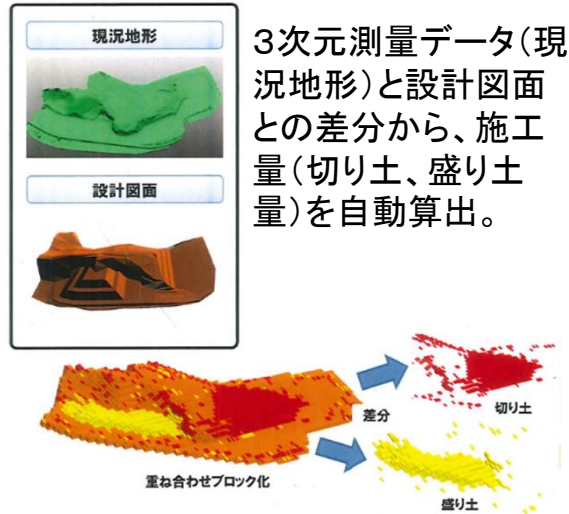 現況地形
設計図面
３次元測量データ（現
況地形）と設計図面
との差分から、施工
量（切り土、盛り土
量）を自動算出。
重ね合わせブロック化
差分
切り土
盛り土